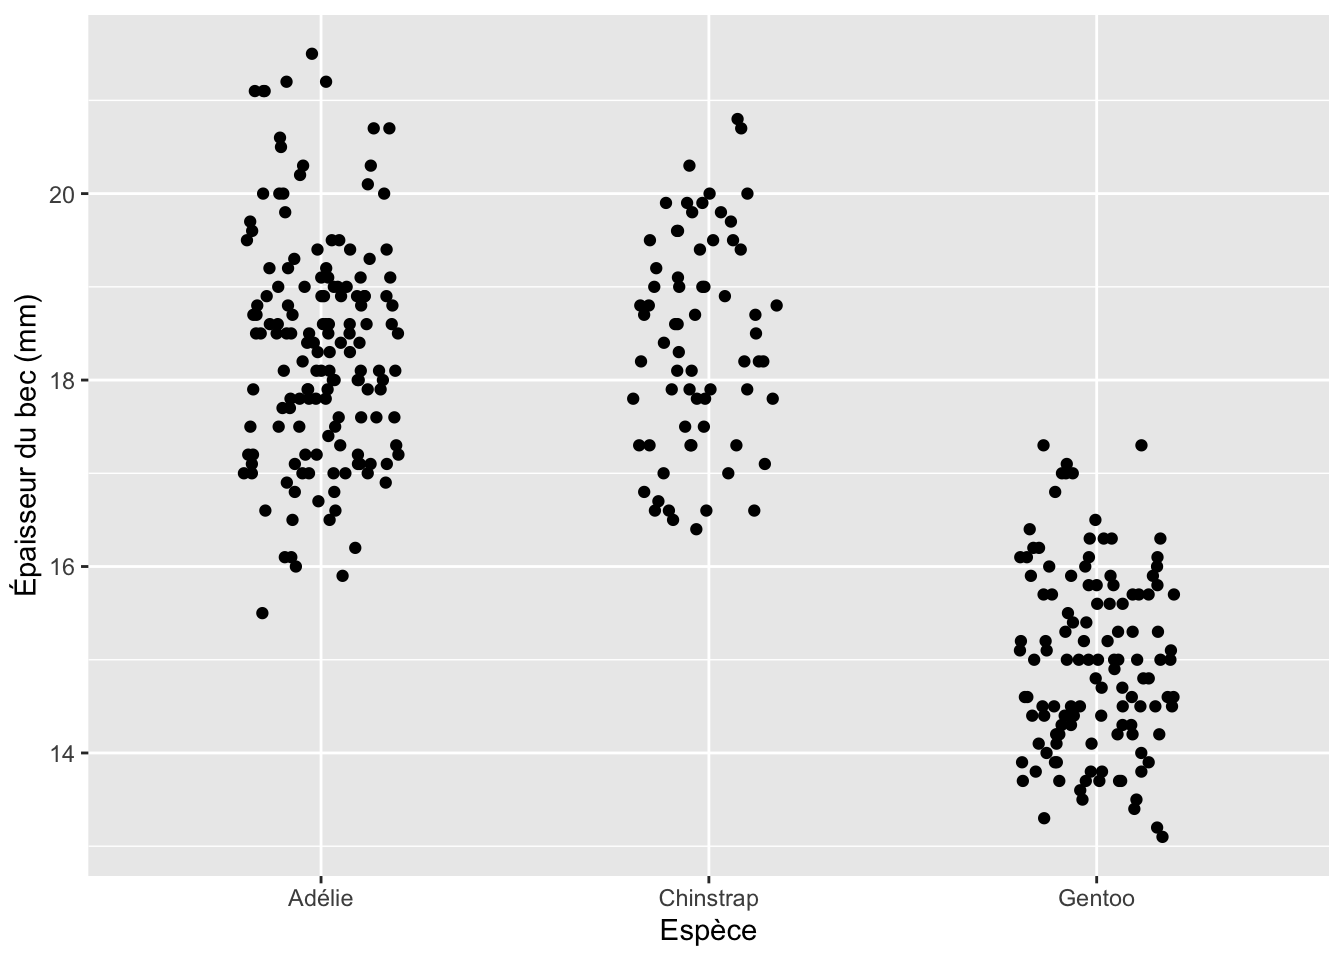 Épaisseur du bec (mm)
20
18
16
14
Adélie
Chinstrap
Gentoo
Espèce